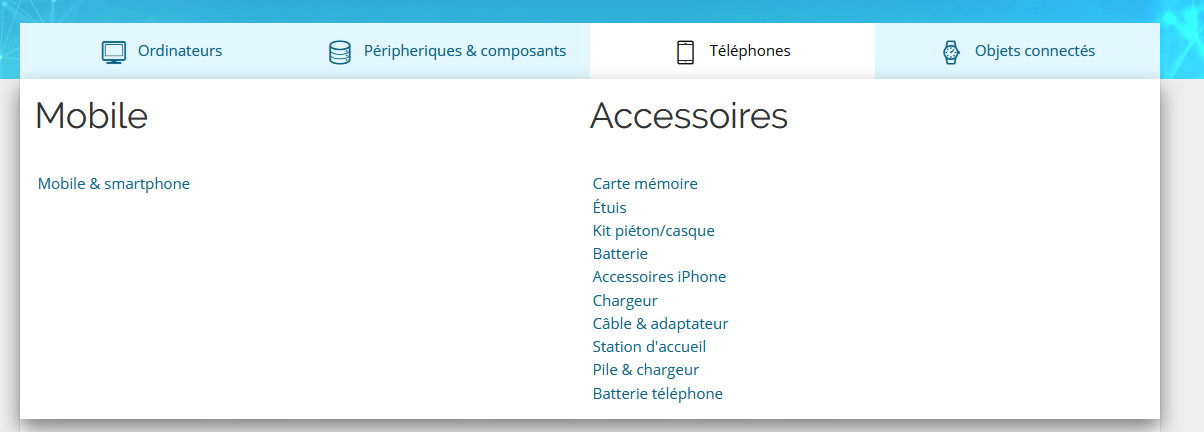 Ordinateurs
Péripheriques & composants
Téléphones
Objets connectés
Mobile
Mobile & smartphone
Accessoires
Carte mémoire
Étuis
Kit piéton/casque
Batterie
Accessoires iPhone
Chargeur
Câble & adaptateur
Station d'accueil
Pile & chargeur
Batterie téléphone